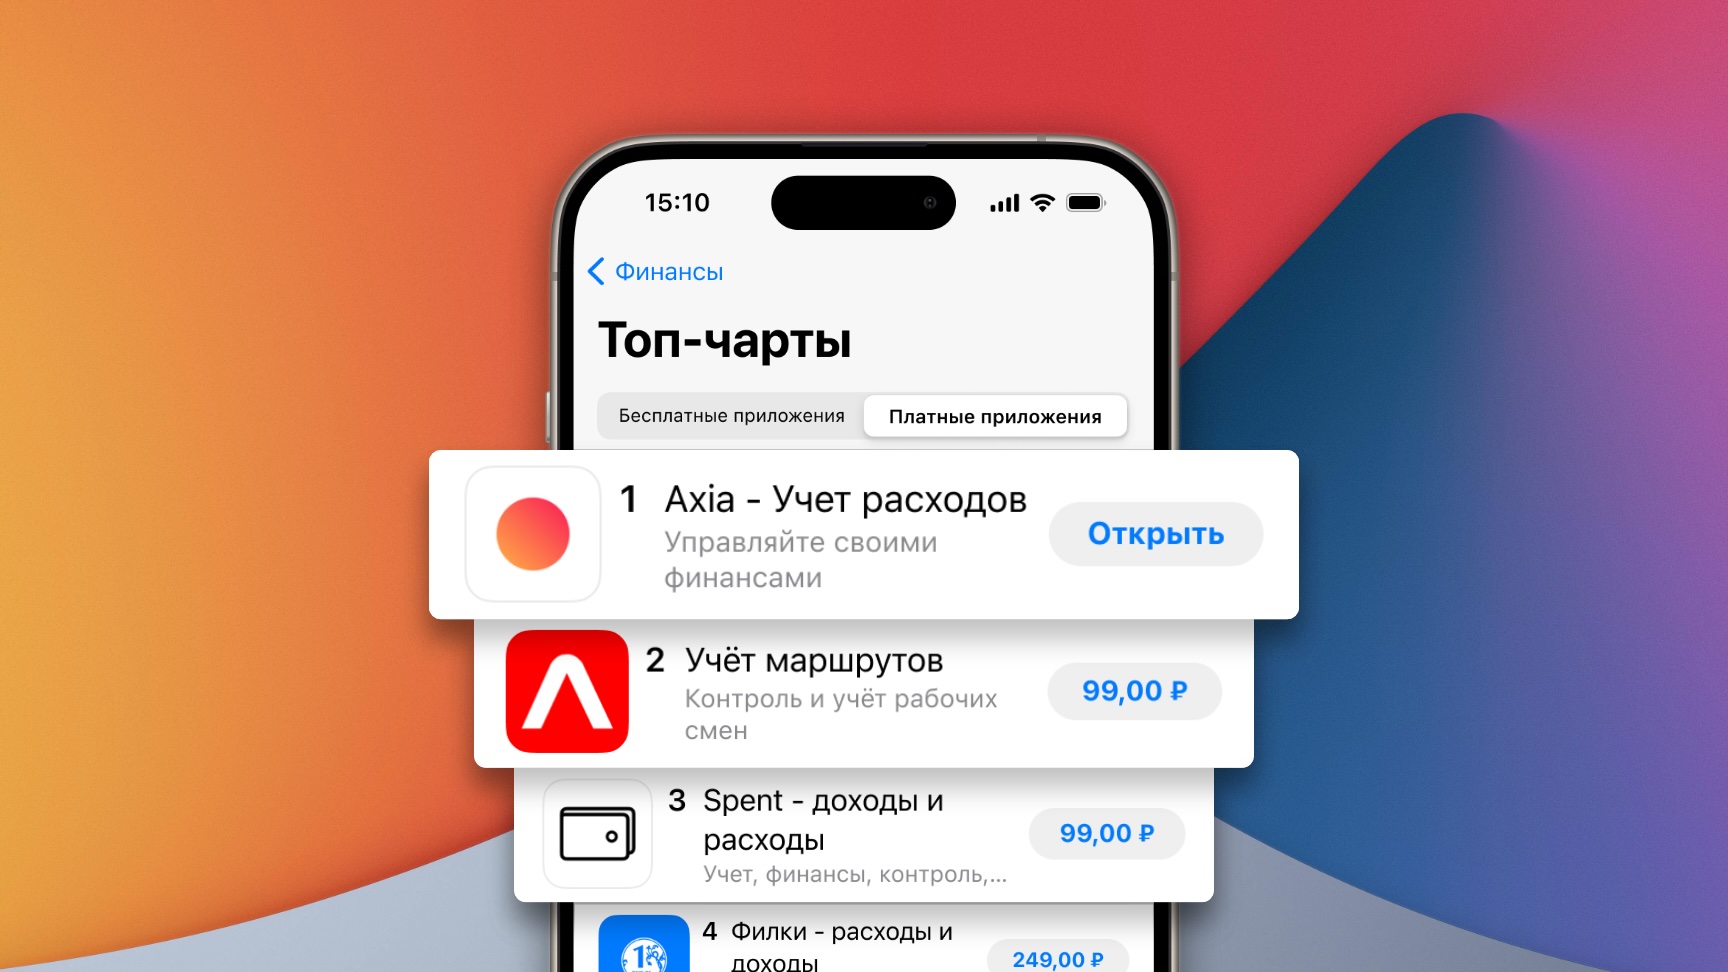 15:10
Финансы
Топ-чарты
Бесплатные приложения
Платные приложения
1 Axia - Учет расходов
Управляйте своими
финансами
Открыть
2 Учёт маршрутов
Контроль и учёт рабочих
смен
99,00 ₽
3 Spent - доходы и
расходы
Учет, финансы, контроль,...
99,00 ₽
4 Филки - расходы и
доходы
249,00 ₽